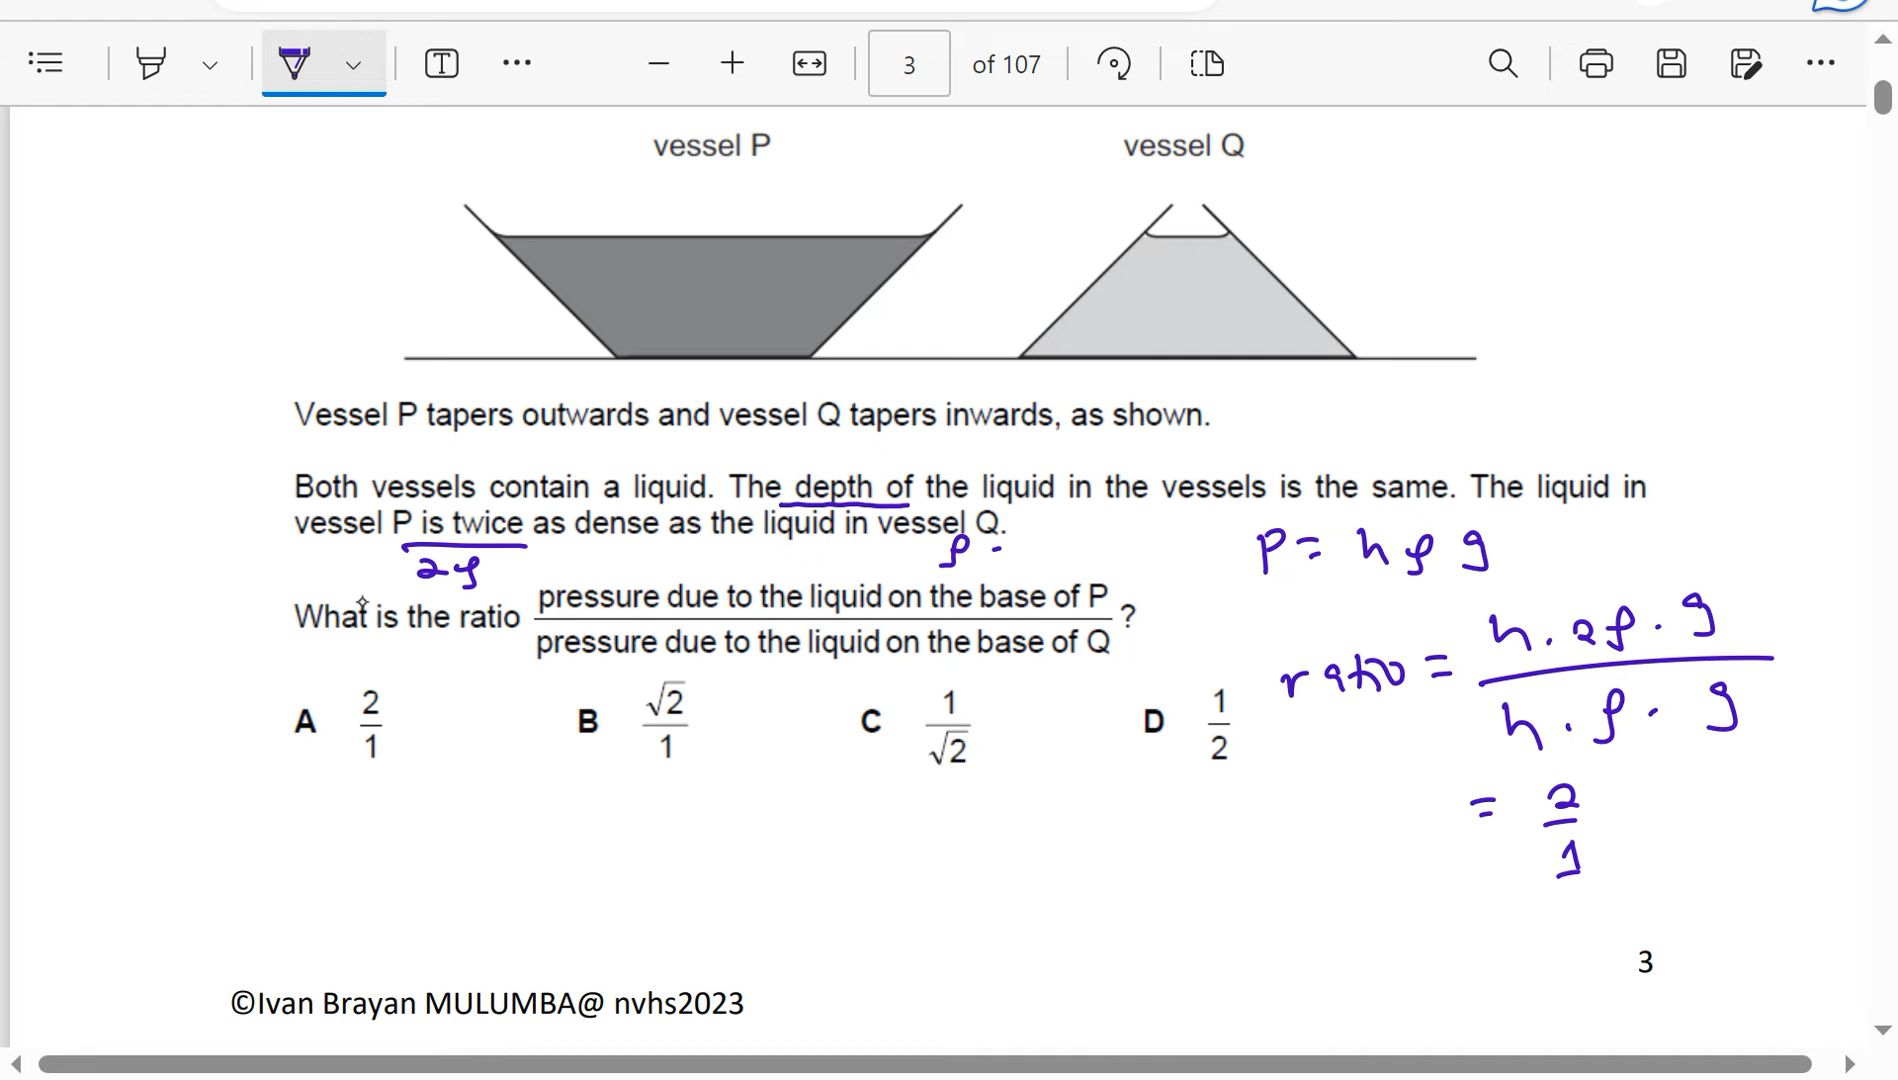 3 of 107
vessel P vessel Q
Vessel P tapers outwards and vessel Q tapers inwards, as shown.
Both vessels contain a liquid. The depth of the liquid in the vessels is the same. The liquid in
vessel P is twice as dense as the liquid in vessel Q.
2ρ ρ
P = h ρ g
What is the ratio pressure due to the liquid on the base of P / pressure due to the liquid on the base of Q ?
ratio = h . 2ρ . g / h . ρ . g
A 2/1 B √2/1 C 1/√2 D 1/2
= 2/1
3
©Ivan Brayan MULUMBA@ nvhs2023